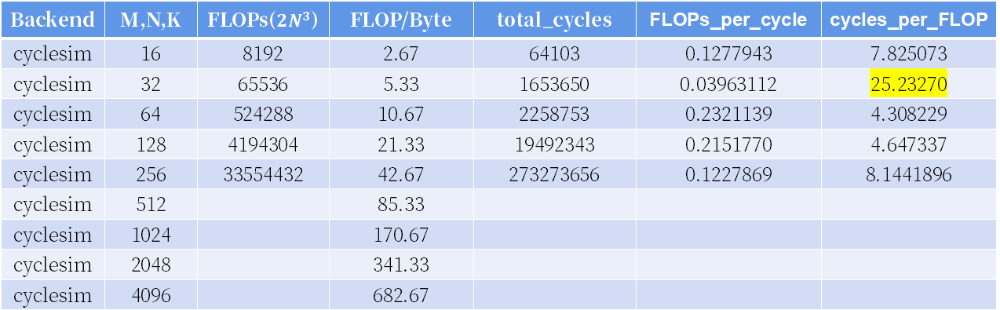 Backend M,N,K FLOPs(2N³) FLOP/Byte total_cycles FLOPs_per_cycle cycles_per_FLOP
cyclesim 16 8192 2.67 64103 0.1277943 7.825073
cyclesim 32 65536 5.33 1653650 0.03963112 25.23270
cyclesim 64 524288 10.67 2258753 0.2321139 4.308229
cyclesim 128 4194304 21.33 19492343 0.2151770 4.647337
cyclesim 256 33554432 42.67 273273656 0.1227869 8.1441896
cyclesim 512 85.33
cyclesim 1024 170.67
cyclesim 2048 341.33
cyclesim 4096 682.67